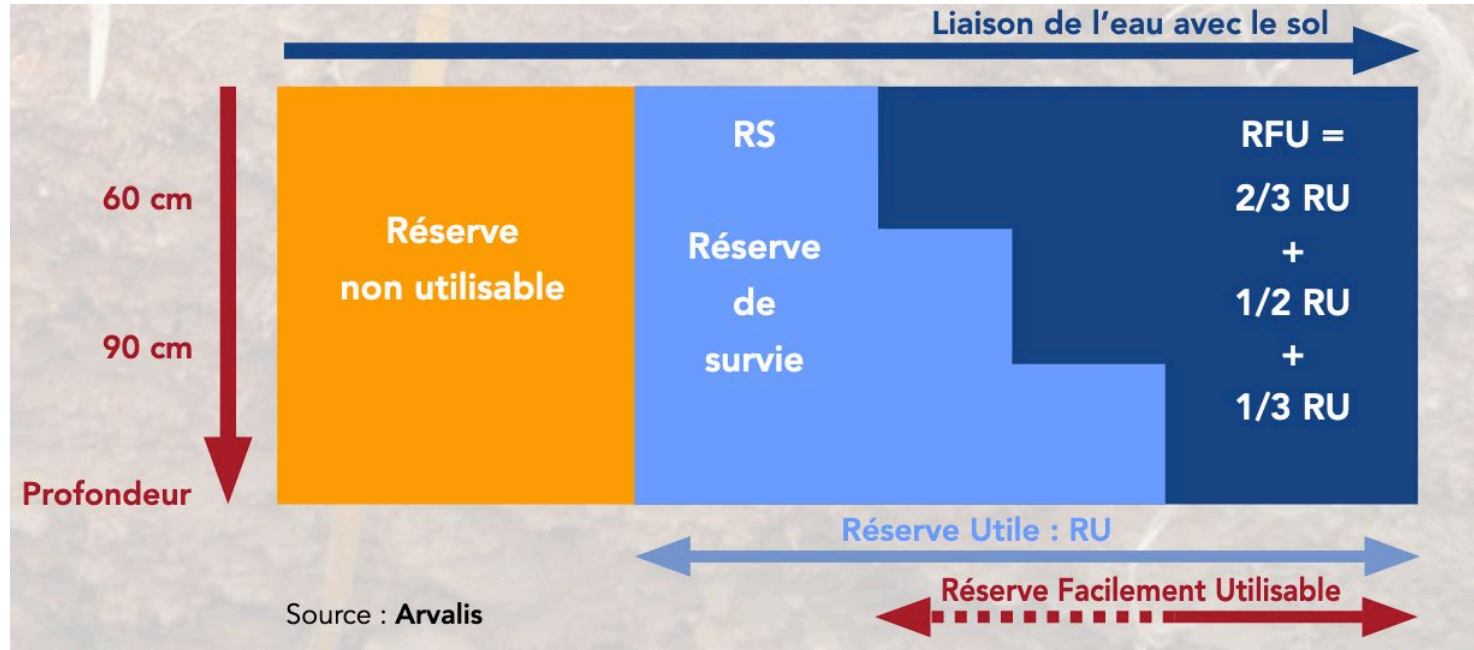 Liaison de l’eau avec le sol
60 cm
90 cm
Profondeur
Réserve
non utilisable
RS
Réserve
de
survie
RFU =
2/3 RU
+
1/2 RU
+
1/3 RU
Réserve Utile : RU
Réserve Facilement Utilisable
Source : Arvalis